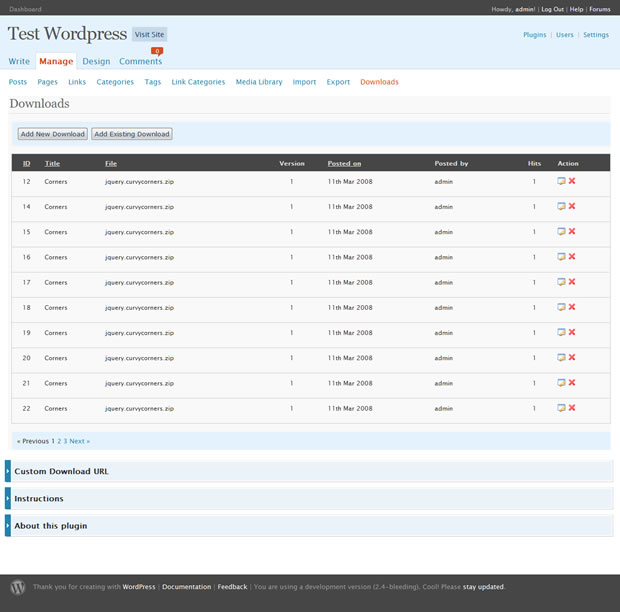 Dashboard Howdy, admin! | Log Out | Help | Forums
Test Wordpress Visit Site Plugins | Users | Settings
0
Write Manage Design Comments
Posts Pages Links Categories Tags Link Categories Media Library Import Export Downloads
Downloads
Add New Download Add Existing Download
ID Title File Version Posted on Posted by Hits Action
12 Corners jquery.curvycorners.zip 1 11th Mar 2008 admin 1
14 Corners jquery.curvycorners.zip 1 11th Mar 2008 admin 1
15 Corners jquery.curvycorners.zip 1 11th Mar 2008 admin 1
16 Corners jquery.curvycorners.zip 1 11th Mar 2008 admin 1
17 Corners jquery.curvycorners.zip 1 11th Mar 2008 admin 1
18 Corners jquery.curvycorners.zip 1 11th Mar 2008 admin 1
19 Corners jquery.curvycorners.zip 1 11th Mar 2008 admin 1
20 Corners jquery.curvycorners.zip 1 11th Mar 2008 admin 1
21 Corners jquery.curvycorners.zip 1 11th Mar 2008 admin 1
22 Corners jquery.curvycorners.zip 1 11th Mar 2008 admin 1
« Previous 1 2 3 Next »
Custom Download URL
Instructions
About this plugin
Thank you for creating with WordPress | Documentation | Feedback | You are using a development version (2.4-bleeding). Cool! Please stay updated.